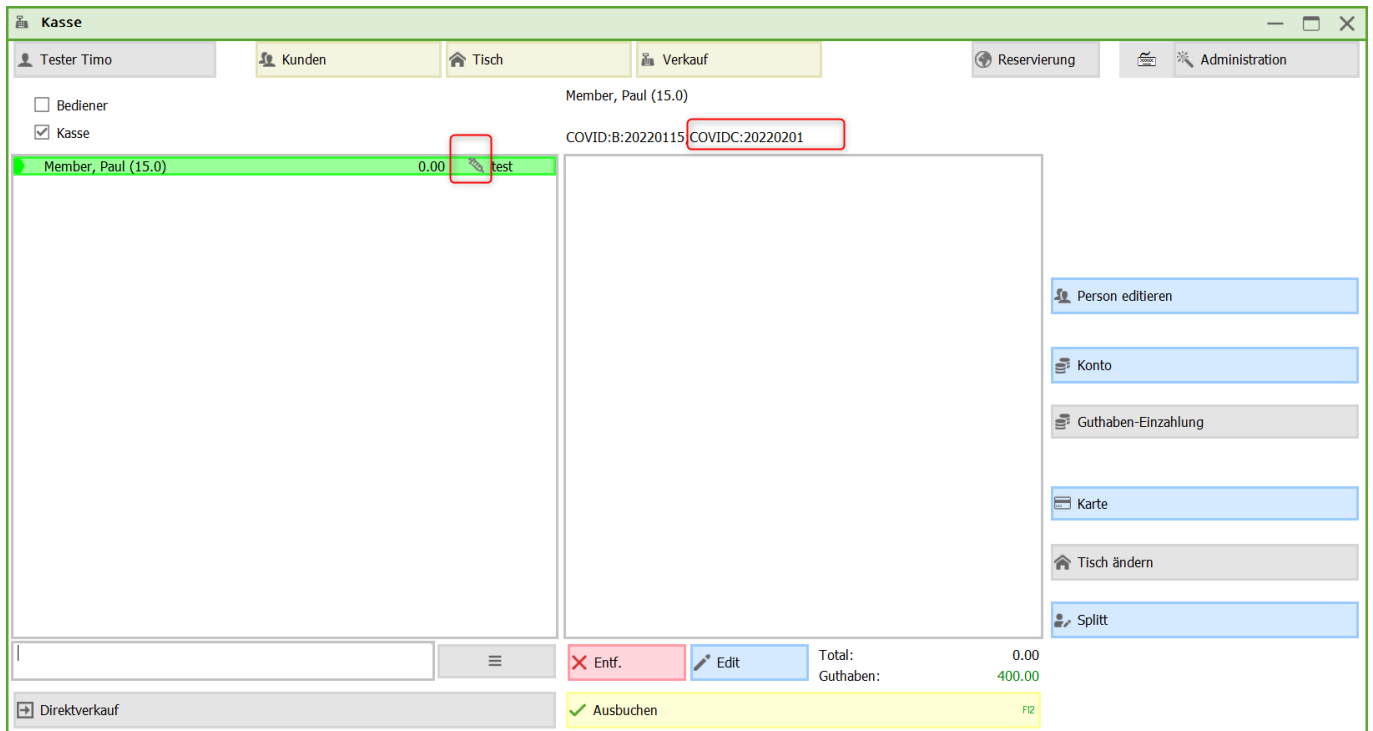 Kasse
Tester Timo
Kunden
Tisch
Verkauf
Reservierung
Administration
Bediener
Kasse
Member, Paul (15.0)
COVID:B:20220115;COVIDC:20220201
Member, Paul (15.0) 0.00 test
Person editieren
Konto
Guthaben-Einzahlung
Karte
Tisch ändern
Splitt
Entf.
Edit
Total: 0.00
Guthaben: 400.00
Direktverkauf
Ausbuchen F12